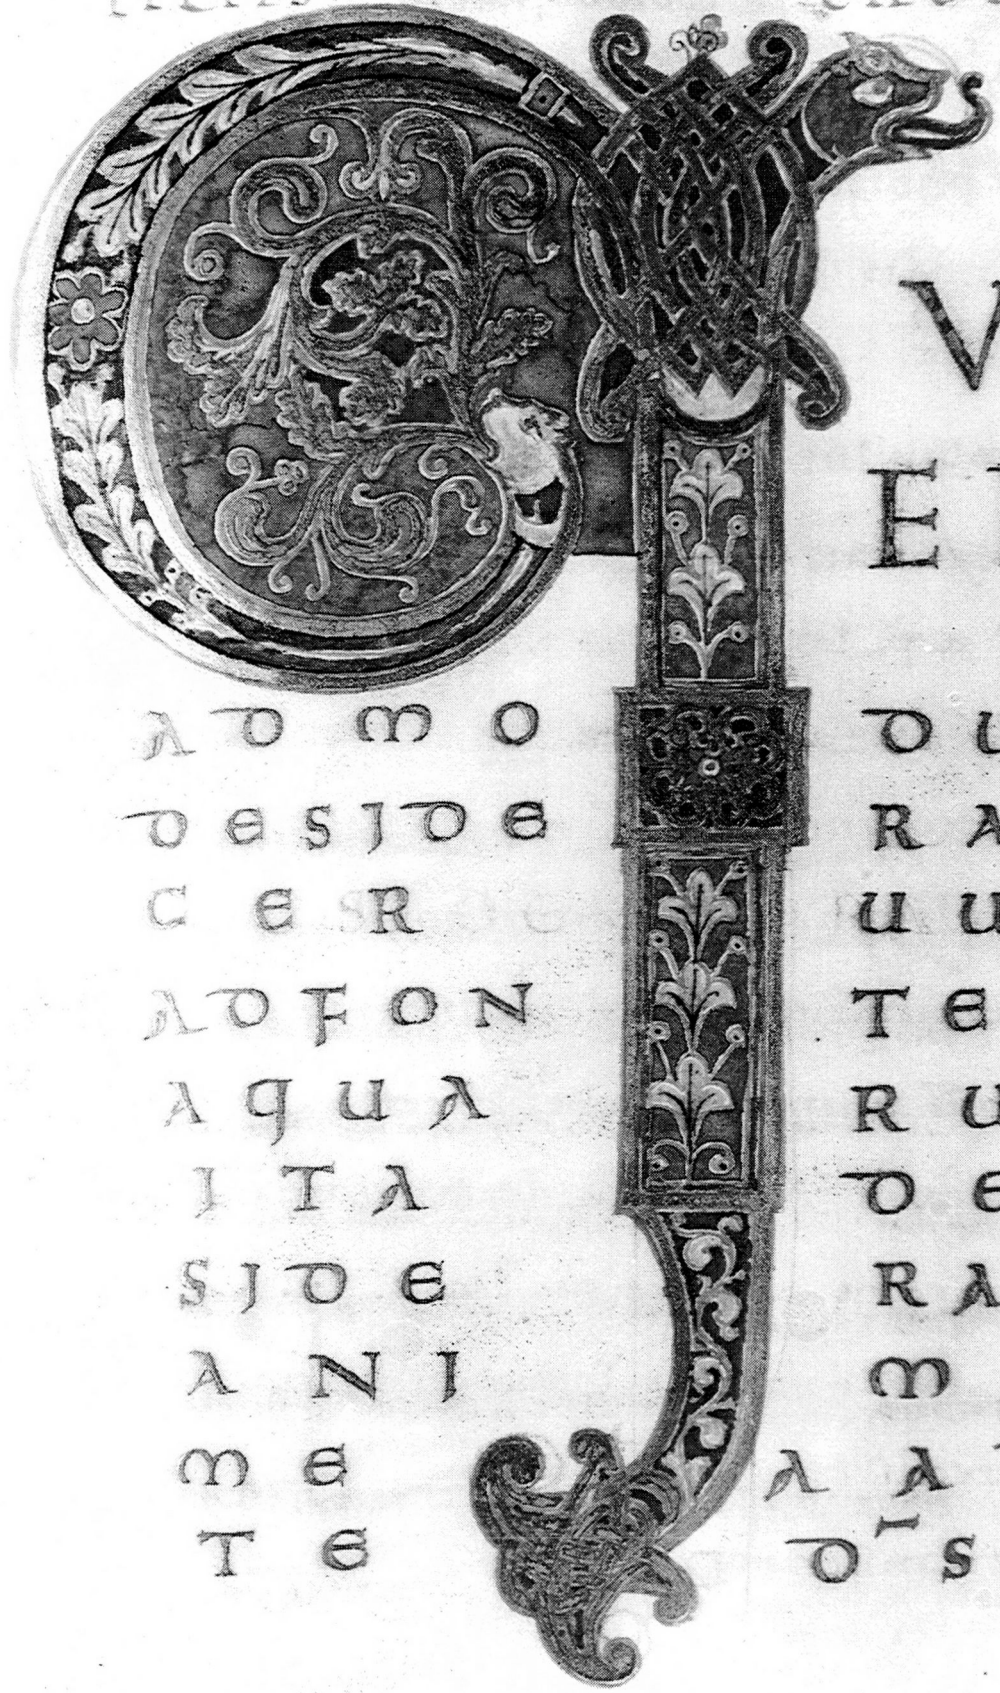 Q V
E
ADMO DU
DESIDE RA
CER UU
ADFON TE
AQUA RU
ITA DE
SIDE RA
ANI M
ME A A
TE D̄S